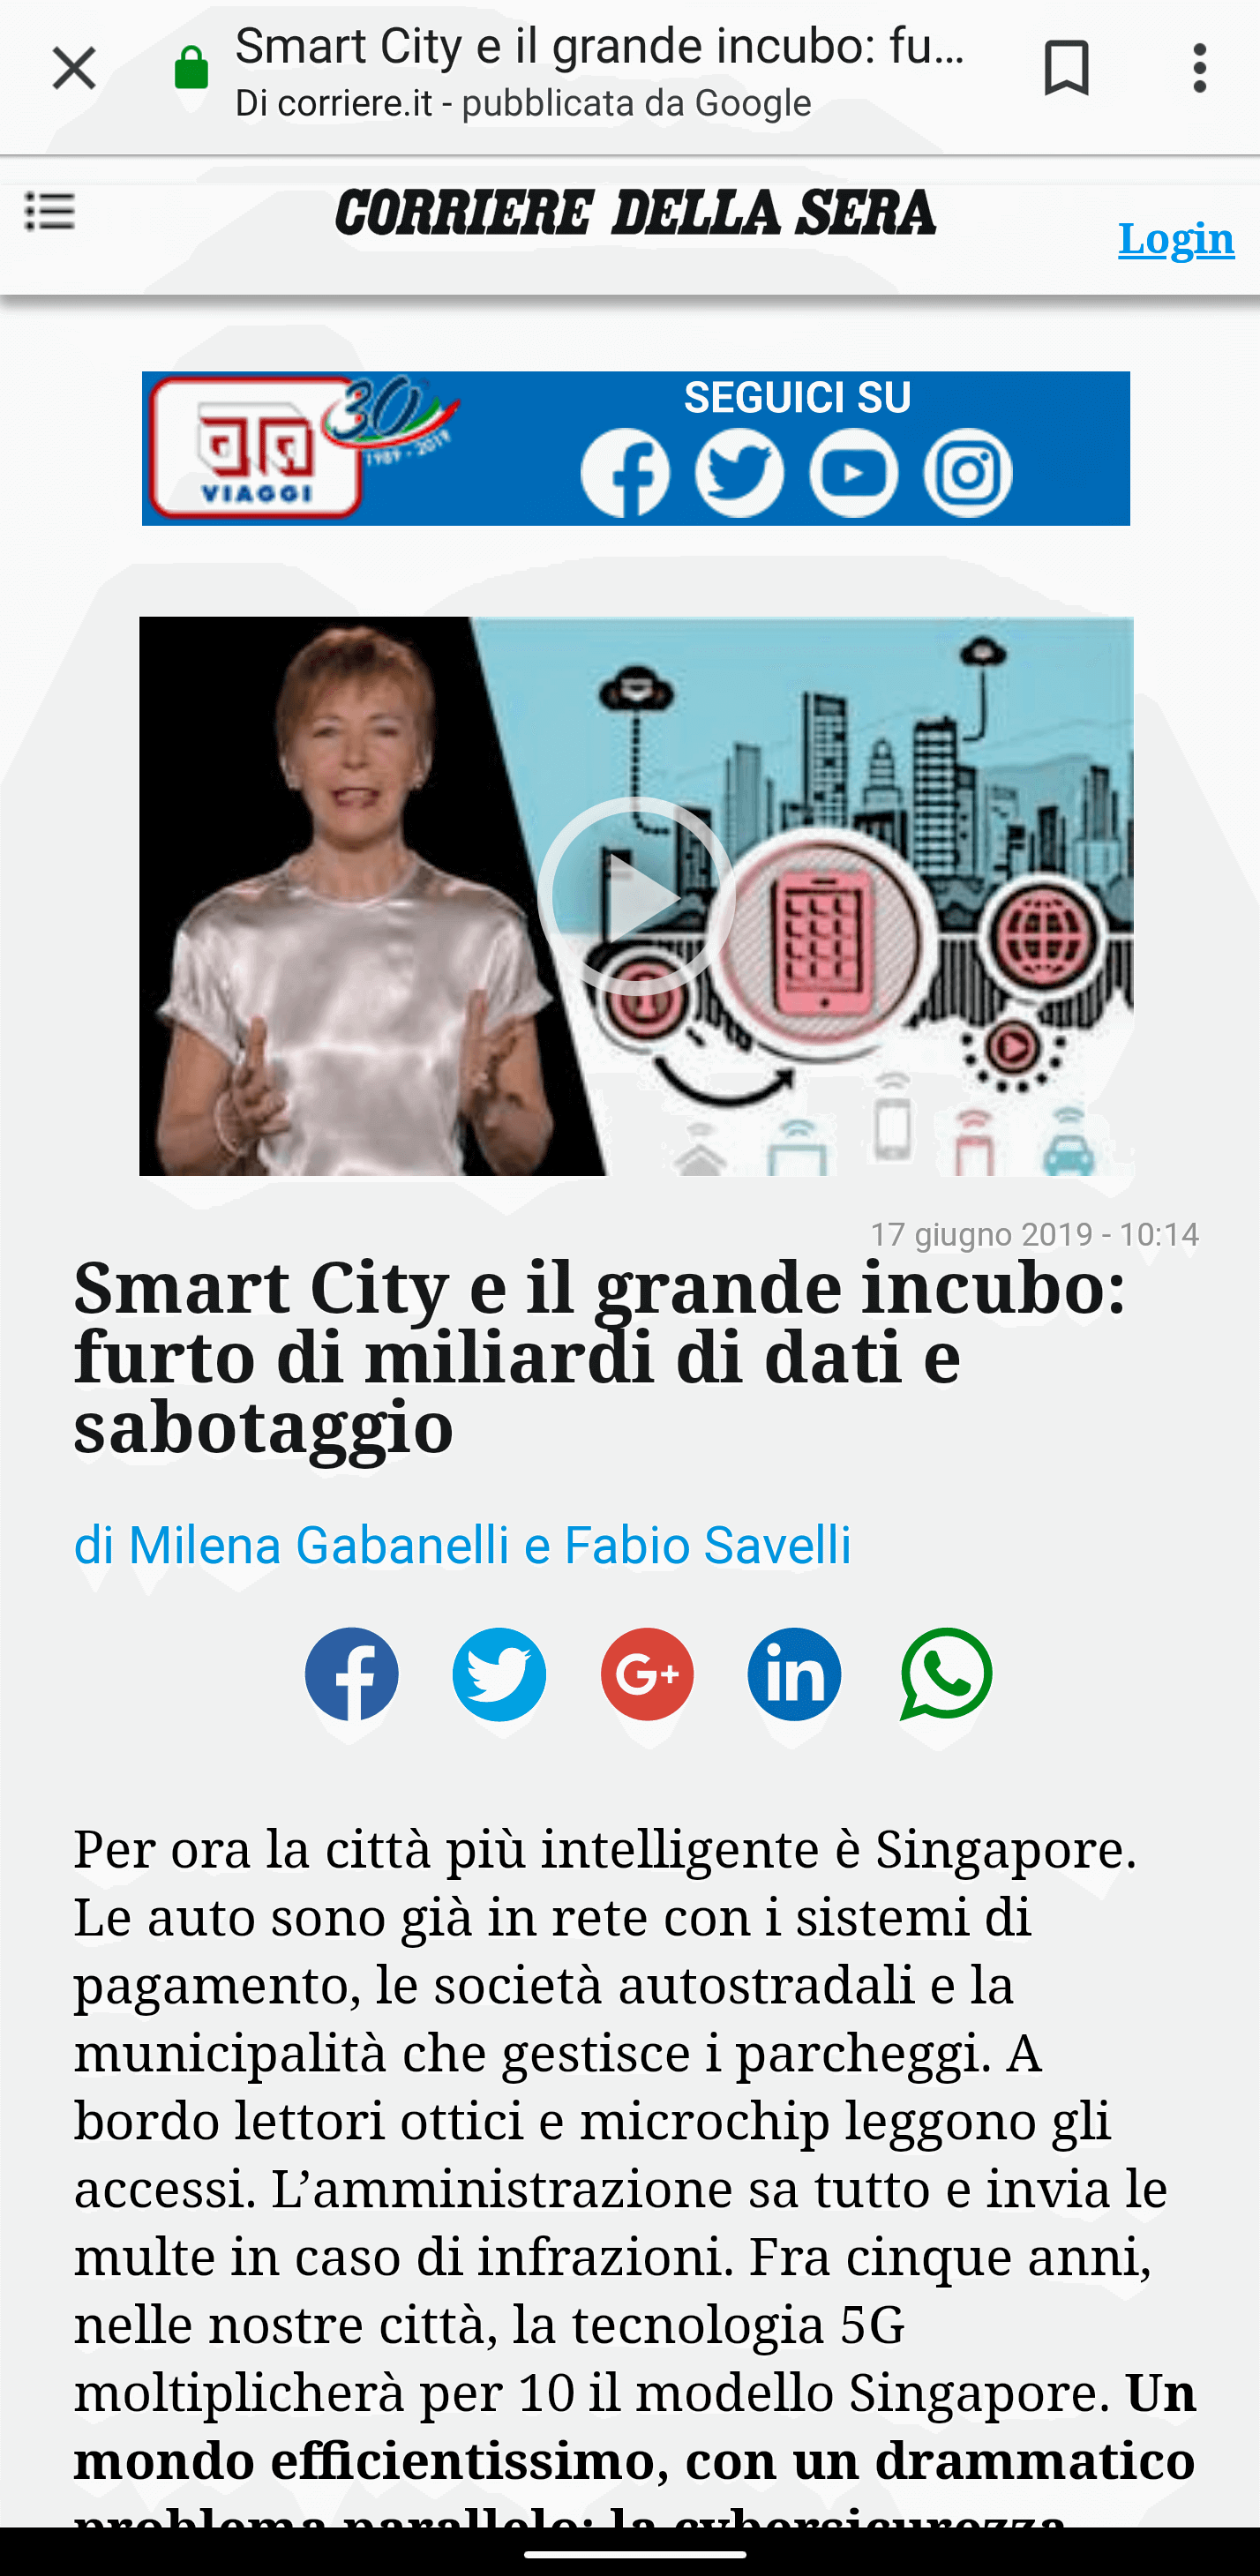 Smart City e il grande incubo: fu...
Di corriere.it - pubblicata da Google
CORRIERE DELLA SERA
Login
VIAGGI
30
1989 - 2019
SEGUICI SU
17 giugno 2019 - 10:14
Smart City e il grande incubo:
furto di miliardi di dati e
sabotaggio
di Milena Gabanelli e Fabio Savelli
G+
in
Per ora la città più intelligente è Singapore.
Le auto sono già in rete con i sistemi di
pagamento, le società autostradali e la
municipalità che gestisce i parcheggi. A
bordo lettori ottici e microchip leggono gli
accessi. L’amministrazione sa tutto e invia le
multe in caso di infrazioni. Fra cinque anni,
nelle nostre città, la tecnologia 5G
moltiplicherà per 10 il modello Singapore. Un
mondo efficientissimo, con un drammatico
problema parallelo: la cybersicurezza